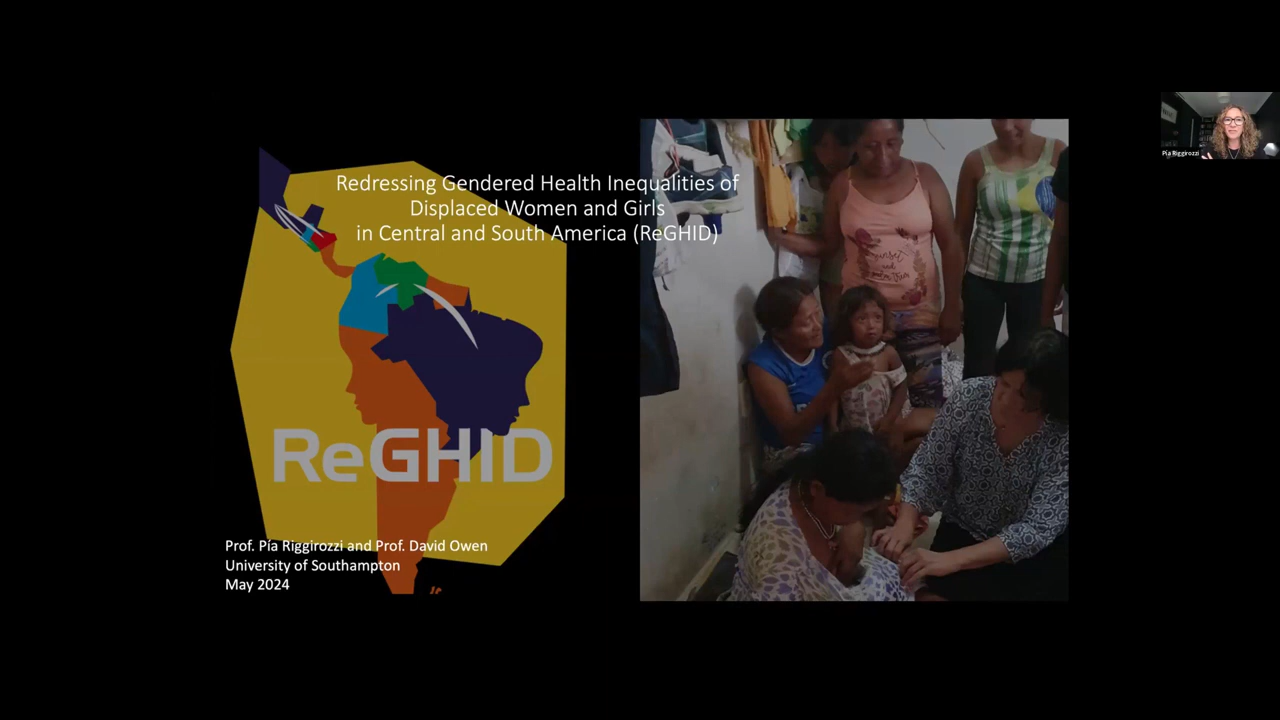 Redressing Gendered Health Inequalities of
Displaced Women and Girls
in Central and South America (ReGHID)
ReGHID
Prof. Pía Riggirozzi and Prof. David Owen
University of Southampton
May 2024
Pía Riggirozzi